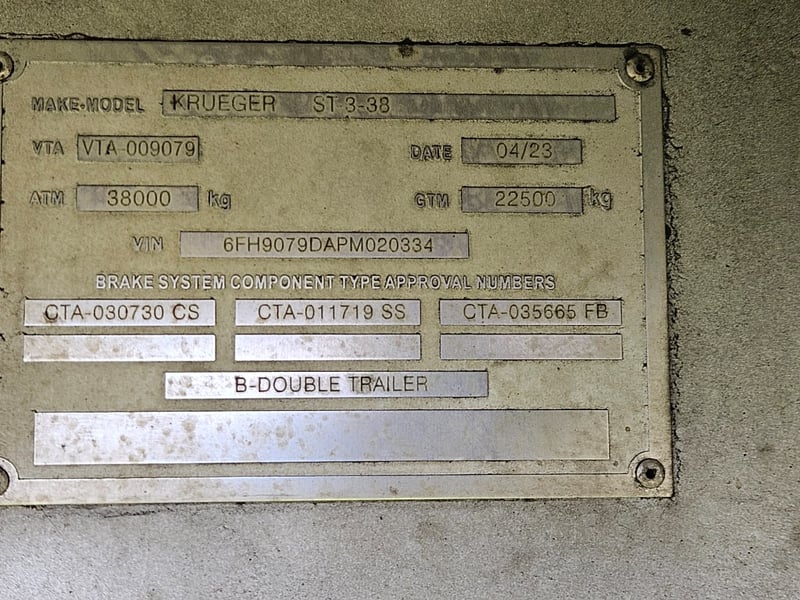 MAKE-MODEL KRUEGER ST 3-38
VTA VTA-009079 DATE 04/23
ATM 38000 kg GTM 22500 kg
VIN 6FH9079DAPM020334
BRAKE SYSTEM COMPONENT TYPE APPROVAL NUMBERS
CTA-030730 CS CTA-011719 SS CTA-035665 FB
B-DOUBLE TRAILER